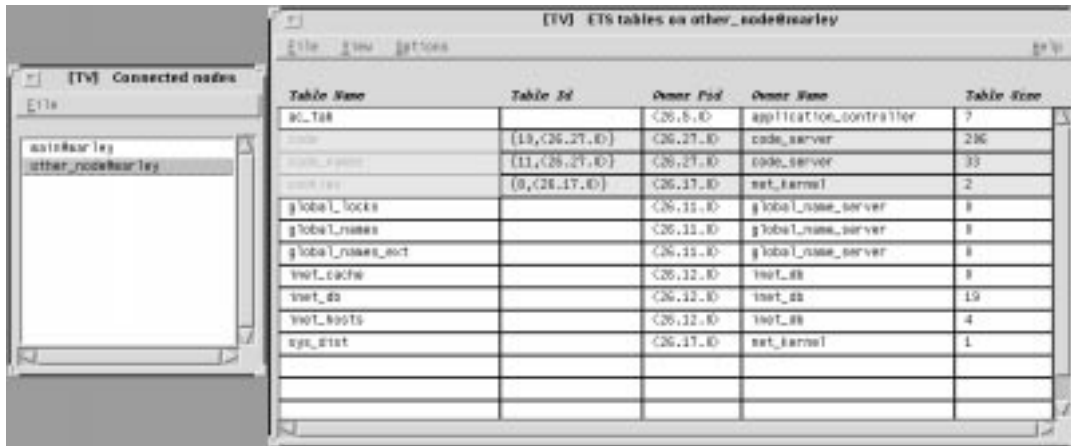 [TV] Connected nodes
File
main@marley
other_node@marley
[TV] ETS tables on other_node@marley
File View Options Help
Table Name Table Id Owner Pid Owner Name Table Size
ac_tab <26.5.0> application_controller 7
code {10,<26.27.0>} <26.27.0> code_server
code_names {11,<26.27.0>} <26.27.0> code_server 33
cookies {8,<26.17.0>} <26.17.0> net_kernel 2
global_locks <26.11.0> global_name_server 0
global_names <26.11.0> global_name_server 0
global_names_ext <26.11.0> global_name_server 0
inet_cache <26.12.0> inet_db 0
inet_db <26.12.0> inet_db 19
inet_hosts <26.12.0> inet_db 4
sys_dist <26.17.0> net_kernel 1